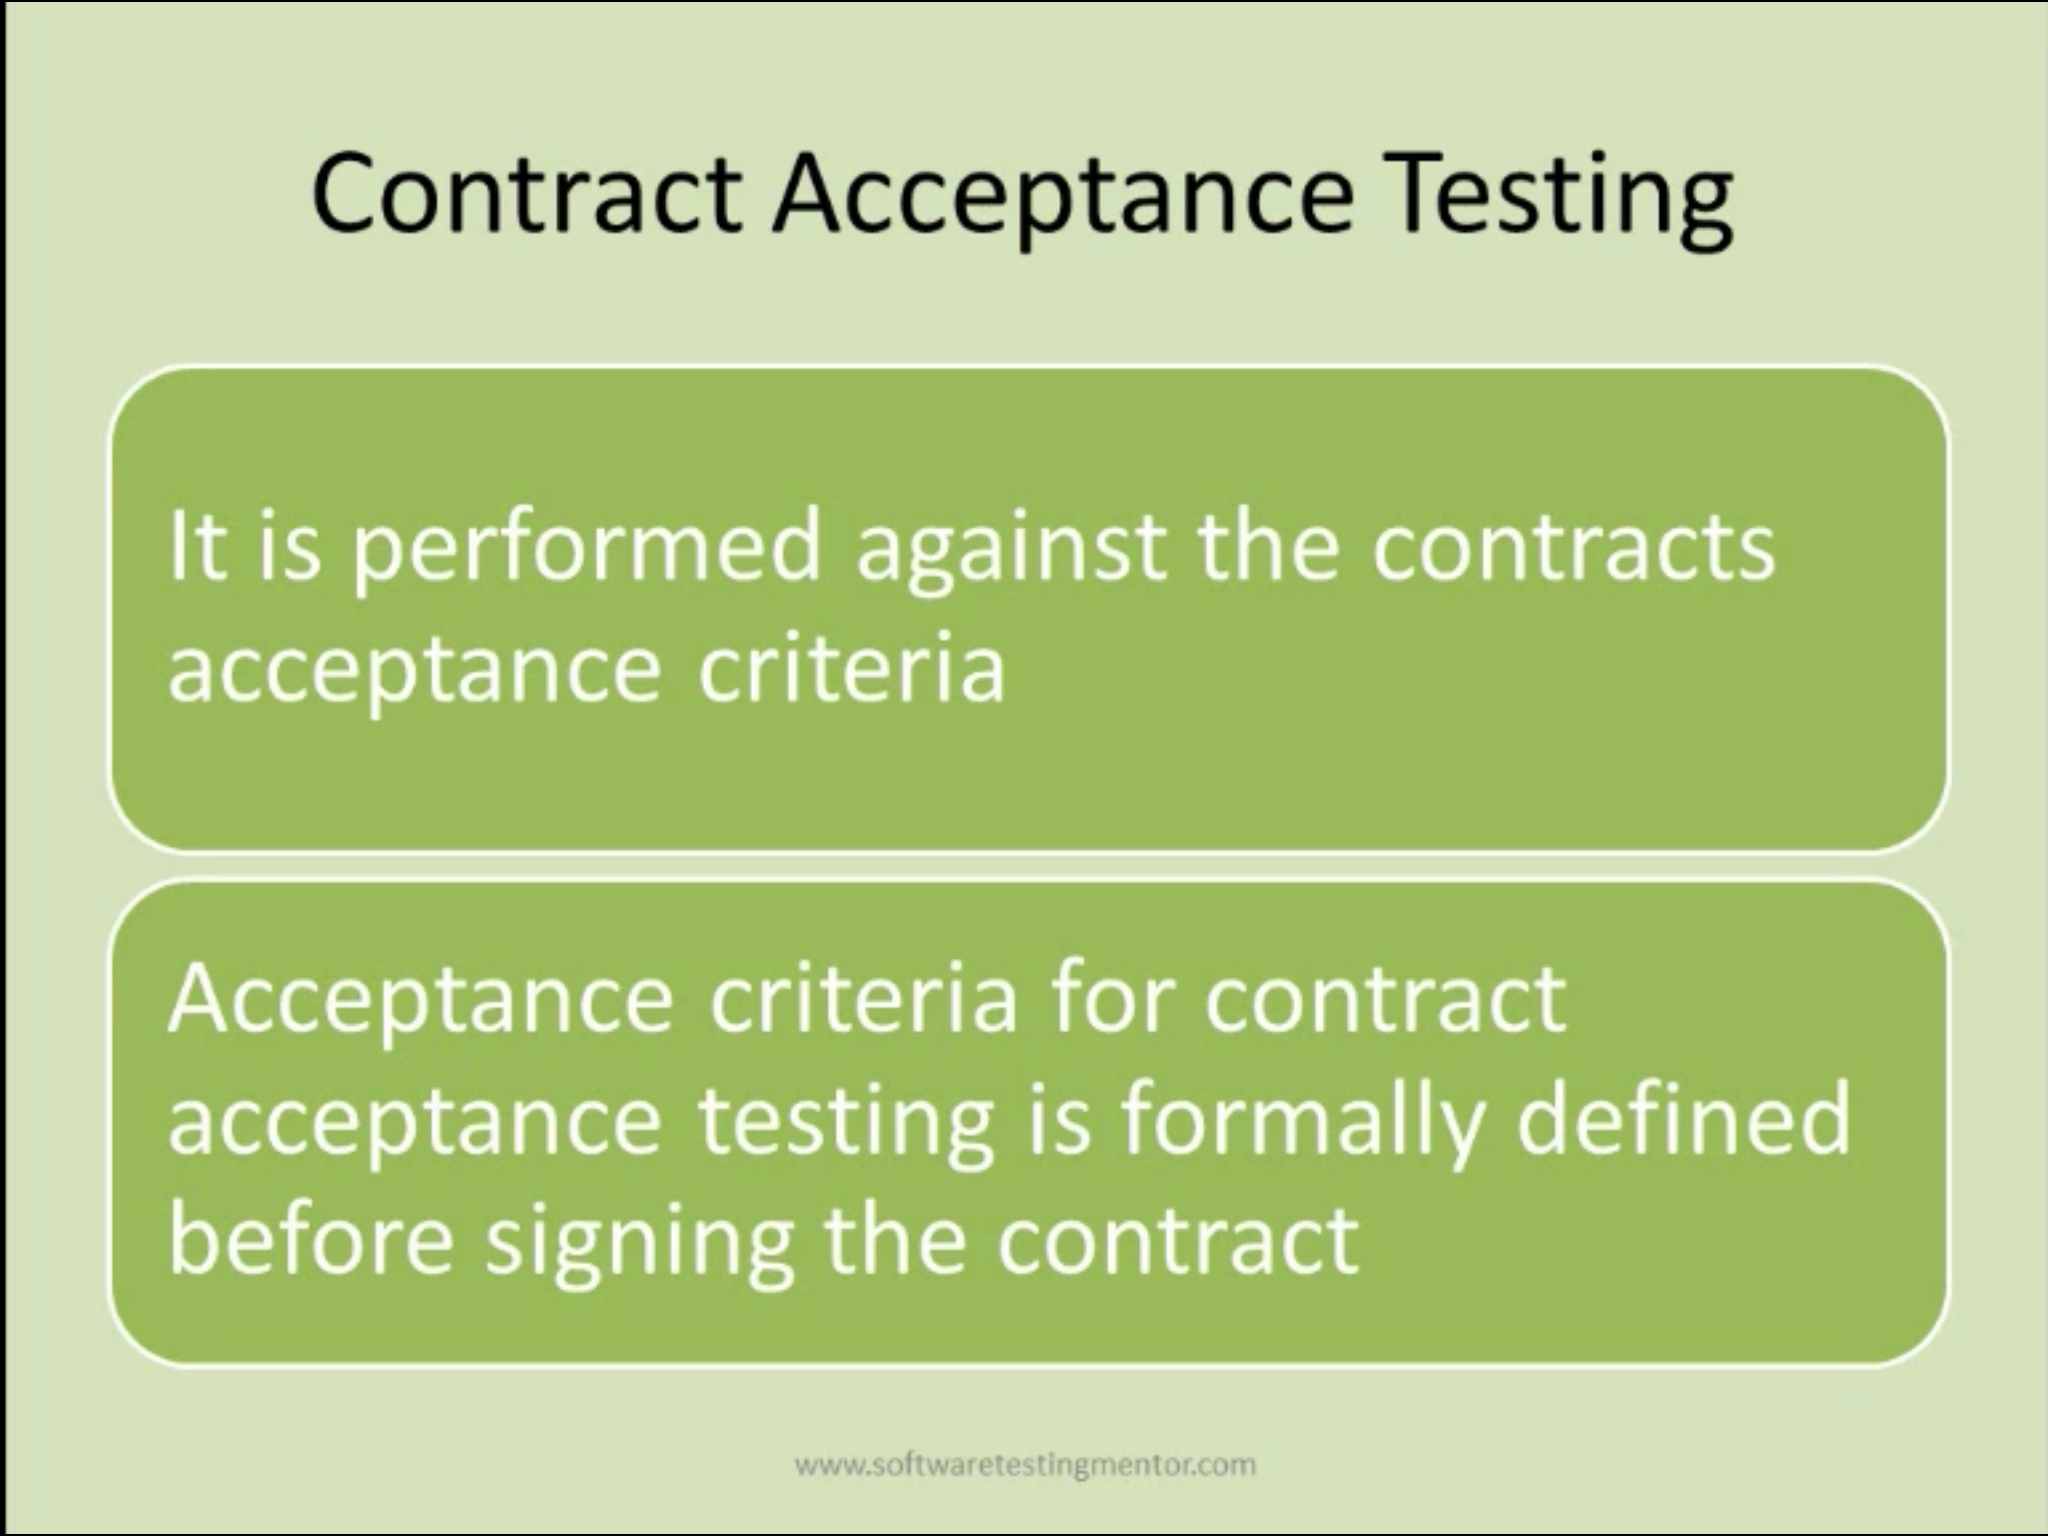 Contract Acceptance Testing
It is performed against the contracts
acceptance criteria
Acceptance criteria for contract
acceptance testing is formally defined
before signing the contract
www.softwaretestingmentor.com